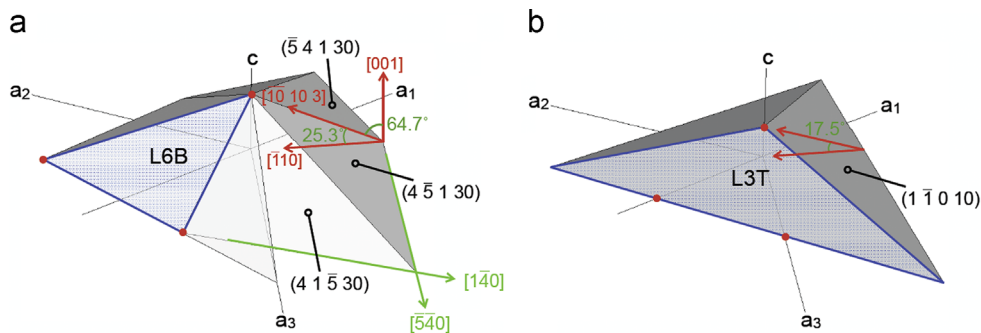 a
c
(5̄ 4 1 30)
[001]
a₂
a₁
[1̄0̄ 10 3]
64.7°
25.3°
L6B
[1̄10]
(4 5̄ 1 30)
(4 1 5̄ 30)
[14̄0]
[5̄4̄0]
a₃
b
c
a₂
a₁
17.5
L3T
(1 1̄ 0 10)
a₃